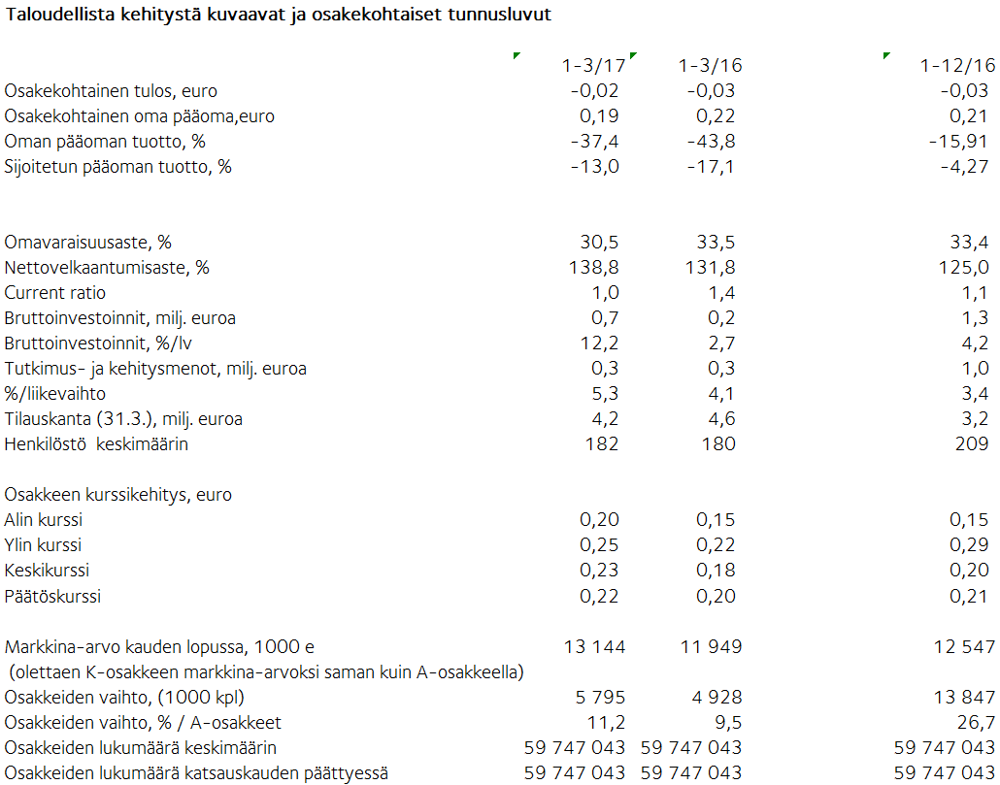 Taloudellista kehitystä kuvaavat ja osakekohtaiset tunnusluvut
1-3/17 1-3/16 1-12/16
Osakekohtainen tulos, euro -0,02 -0,03 -0,03
Osakekohtainen oma pääoma,euro 0,19 0,22 0,21
Oman pääoman tuotto, % -37,4 -43,8 -15,91
Sijoitetun pääoman tuotto, % -13,0 -17,1 -4,27
Omavaraisuusaste, % 30,5 33,5 33,4
Nettovelkaantumisaste, % 138,8 131,8 125,0
Current ratio 1,0 1,4 1,1
Bruttoinvestoinnit, milj. euroa 0,7 0,2 1,3
Bruttoinvestoinnit, %/lv 12,2 2,7 4,2
Tutkimus- ja kehitysmenot, milj. euroa 0,3 0,3 1,0
%/liikevaihto 5,3 4,1 3,4
Tilauskanta (31.3.), milj. euroa 4,2 4,6 3,2
Henkilöstö keskimäärin 182 180 209
Osakkeen kurssikehitys, euro
Alin kurssi 0,20 0,15 0,15
Ylin kurssi 0,25 0,22 0,29
Keskikurssi 0,23 0,18 0,20
Päätöskurssi 0,22 0,20 0,21
Markkina-arvo kauden lopussa, 1000 e 13 144 11 949 12 547
(olettaen K-osakkeen markkina-arvoksi saman kuin A-osakkeella)
Osakkeiden vaihto, (1000 kpl) 5 795 4 928 13 847
Osakkeiden vaihto, % / A-osakkeet 11,2 9,5 26,7
Osakkeiden lukumäärä keskimäärin 59 747 043 59 747 043 59 747 043
Osakkeiden lukumäärä katsauskauden päättyessä 59 747 043 59 747 043 59 747 043